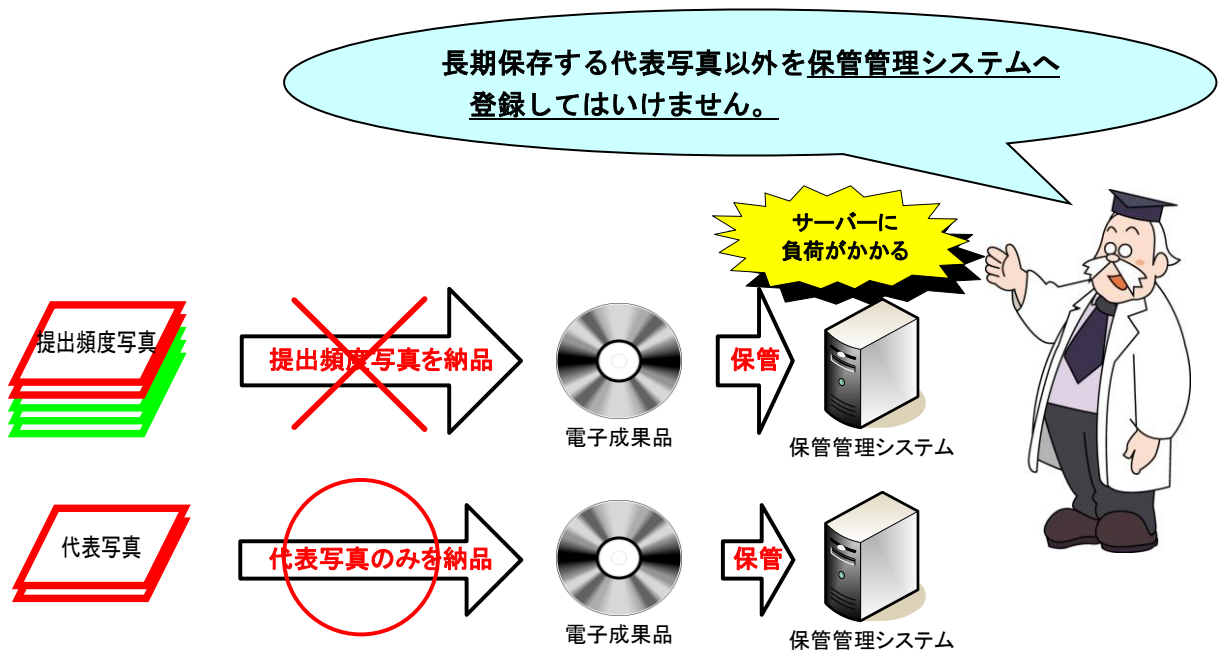 長期保存する代表写真以外を保管管理システムへ
登録してはいけません。
サーバーに
負荷がかかる
提出頻度写真
提出頻度写真を納品
保管
電子成果品
保管管理システム
代表写真
代表写真のみを納品
保管
電子成果品
保管管理システム